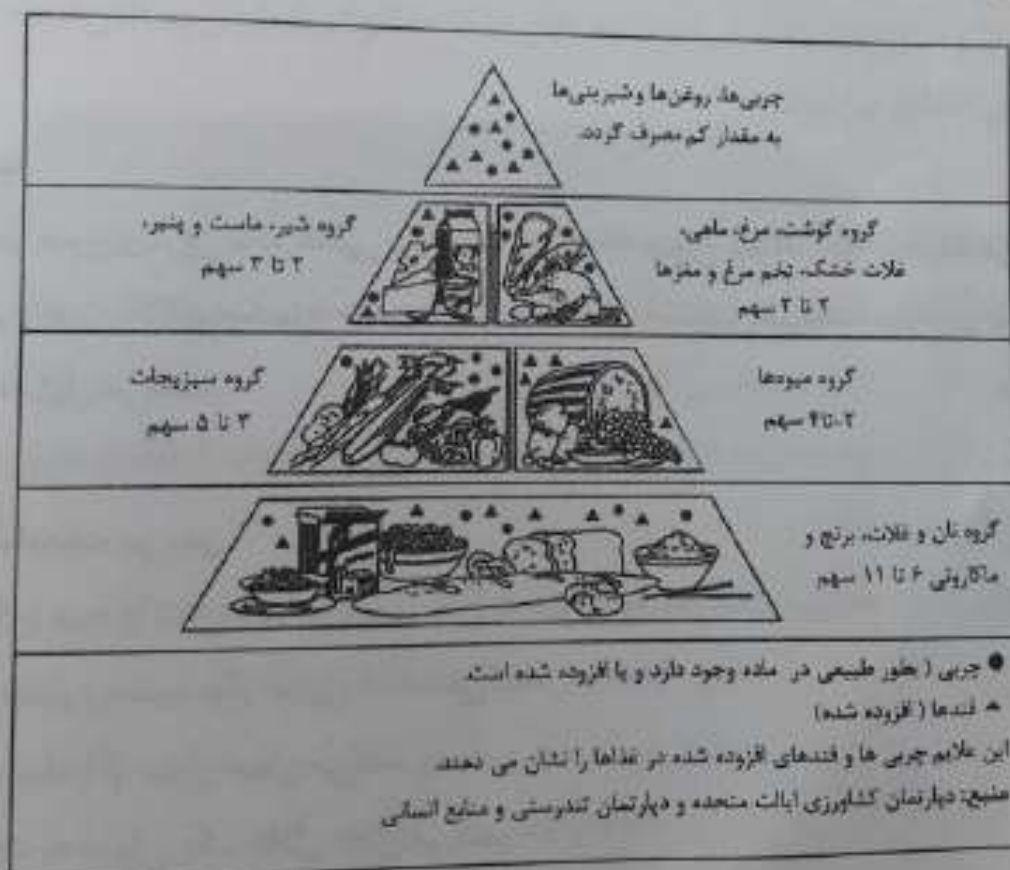 چربی‌ها، روغن‌ها و شیرینی‌ها
به مقدار کم مصرف گردد.
گروه گوشت، مرغ، ماهی،
غلات خشک، تخم مرغ و مغزها
۲ تا ۳ سهم
گروه شیر، ماست و پنیر،
۲ تا ۳ سهم
گروه میوه‌ها
۲-تا۴ سهم
گروه سبزیجات
۳ تا ۵ سهم
گروه نان و غلات، برنج و
ماکارونی ۶ تا ۱۱ سهم
● چربی ( بطور طبیعی در ماده وجود دارد و یا افزوده شده است.
▲ قندها ( افزوده شده)
این علایم چربی ها و قندهای افزوده شده در غذاها را نشان می دهند.
منبع: دپارتمان کشاورزی ایالت متحده و دپارتمان تندرستی و منابع انسانی